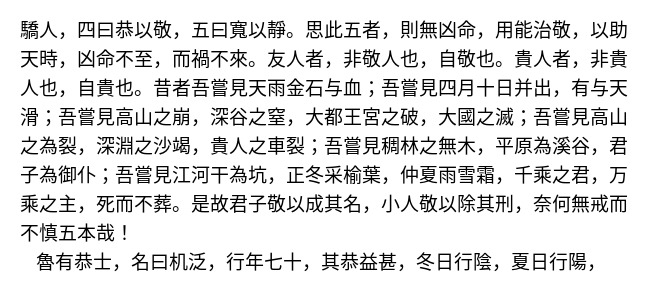 驕人，四曰恭以敬，五曰寬以靜。思此五者，則無凶命，用能治敬，以助
天時，凶命不至，而禍不來。友人者，非敬人也，自敬也。貴人者，非貴
人也，自貴也。昔者吾嘗見天雨金石与血；吾嘗見四月十日并出，有与天
滑；吾嘗見高山之崩，深谷之窒，大都王宮之破，大國之滅；吾嘗見高山
之為裂，深淵之沙竭，貴人之車裂；吾嘗見稠林之無木，平原為溪谷，君
子為御仆；吾嘗見江河干為坑，正冬采榆葉，仲夏雨雪霜，千乘之君，万
乘之主，死而不葬。是故君子敬以成其名，小人敬以除其刑，奈何無戒而
不慎五本哉！
魯有恭士，名曰机泛，行年七十，其恭益甚，冬日行陰，夏日行陽，